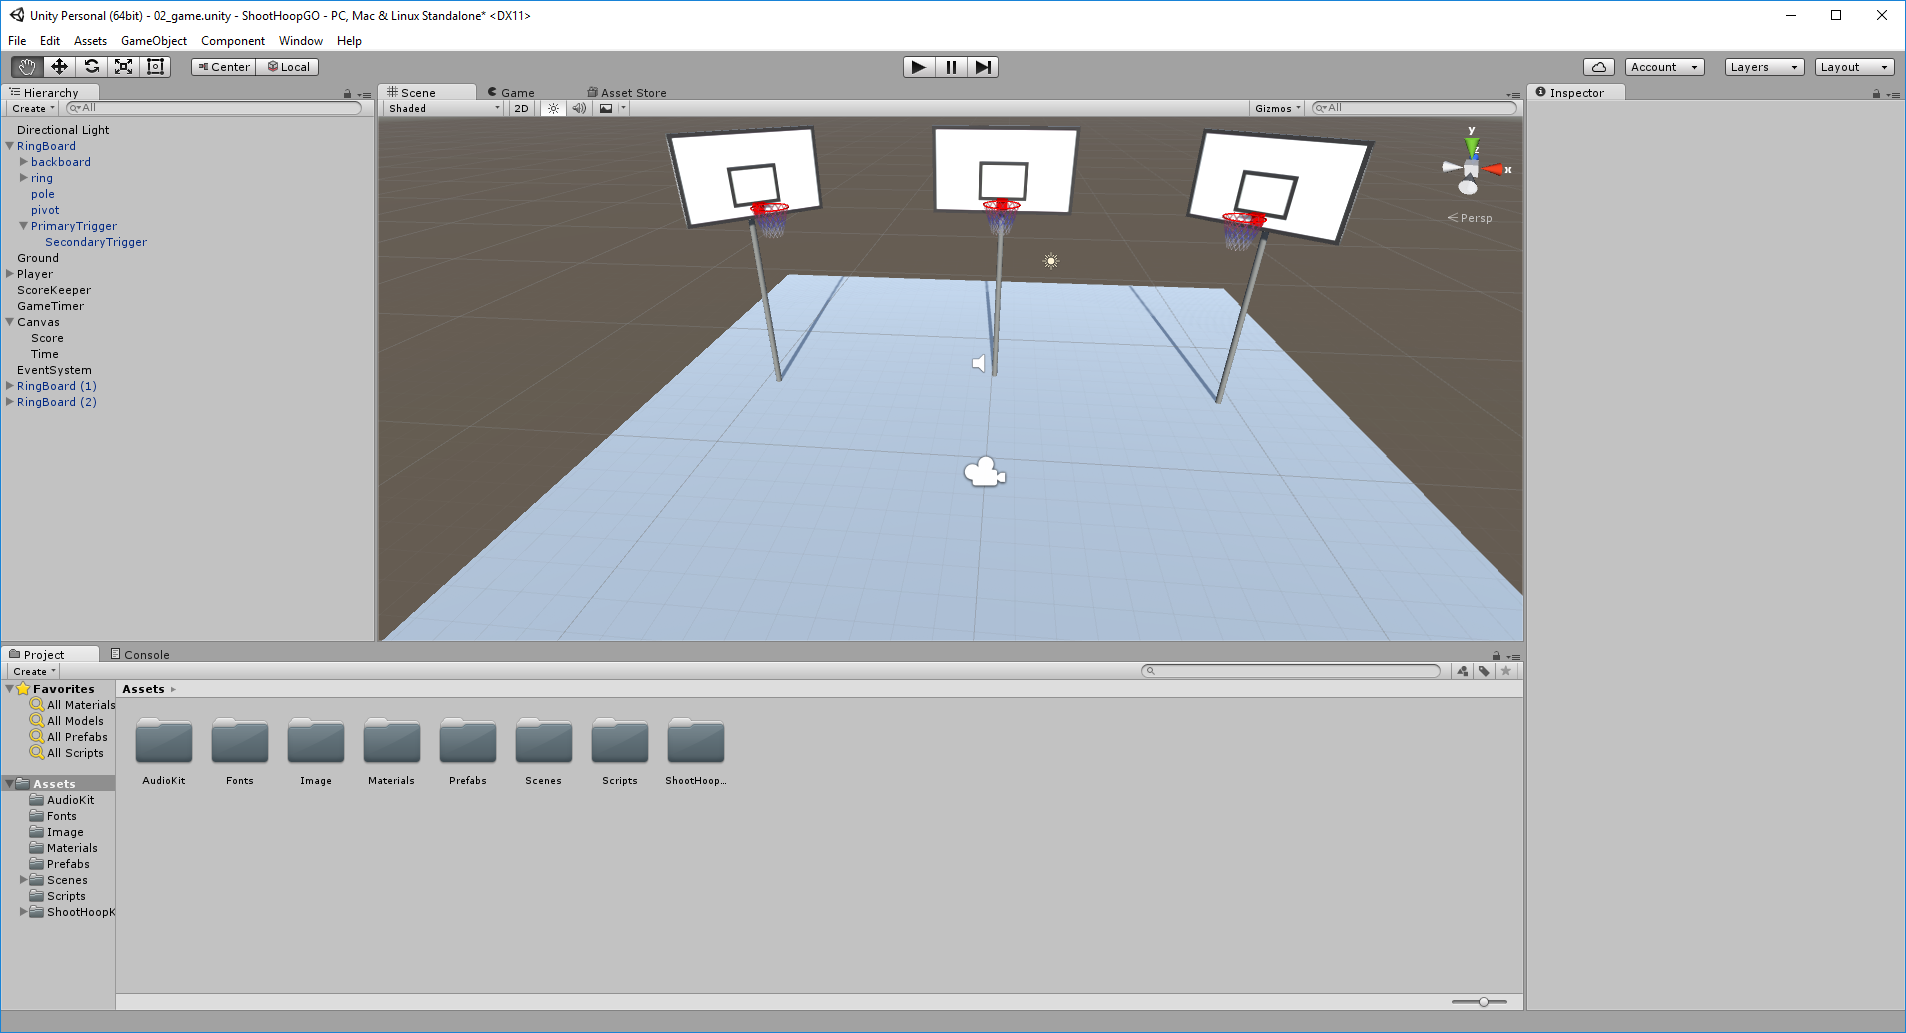 Unity Personal (64bit) - 02_game.unity - ShootHoopGO - PC, Mac & Linux Standalone* <DX11>
File Edit Assets GameObject Component Window Help
Center Local Account Layers Layout
Hierarchy
Create All
Directional Light
RingBoard
backboard
ring
pole
pivot
PrimaryTrigger
SecondaryTrigger
Ground
Player
ScoreKeeper
GameTimer
Canvas
Score
Time
EventSystem
RingBoard (1)
RingBoard (2)
Scene Game Asset Store
Shaded 2D Gizmos All
y
z
x
Persp
Inspector
Project Console
Create
Favorites
All Materials
All Models
All Prefabs
All Scripts
Assets
AudioKit
Fonts
Image
Materials
Prefabs
Scenes
Scripts
ShootHoopK
Assets
AudioKit Fonts Image Materials Prefabs Scenes Scripts ShootHoop...